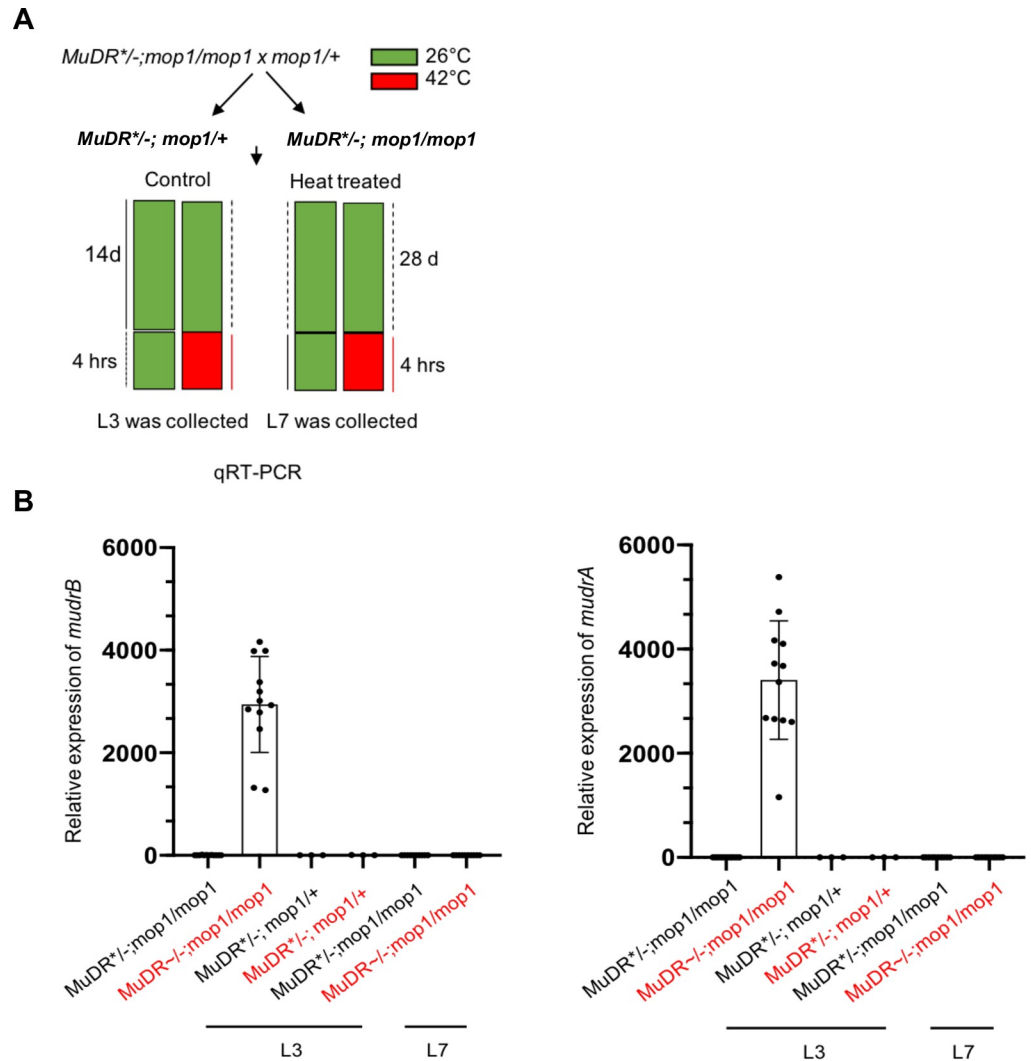 A
MuDR*/-;mop1/mop1 x mop1/+
26°C
42°C
MuDR*/-; mop1/+
MuDR*/-; mop1/mop1
Control
Heat treated
14d
28 d
4 hrs
4 hrs
L3 was collected
L7 was collected
qRT-PCR
B
Relative expression of mudrB
6000
4000
2000
0
MuDR*/-;mop1/mop1
MuDR~/-;mop1/mop1
MuDR*/-; mop1/+
MuDR*/-; mop1/+
MuDR*/-;mop1/mop1
MuDR~/-;mop1/mop1
L3
L7
Relative expression of mudrA
6000
4000
2000
0
MuDR*/-;mop1/mop1
MuDR~/-;mop1/mop1
MuDR*/-; mop1/+
MuDR*/-; mop1/+
MuDR*/-;mop1/mop1
MuDR~/-;mop1/mop1
L3
L7